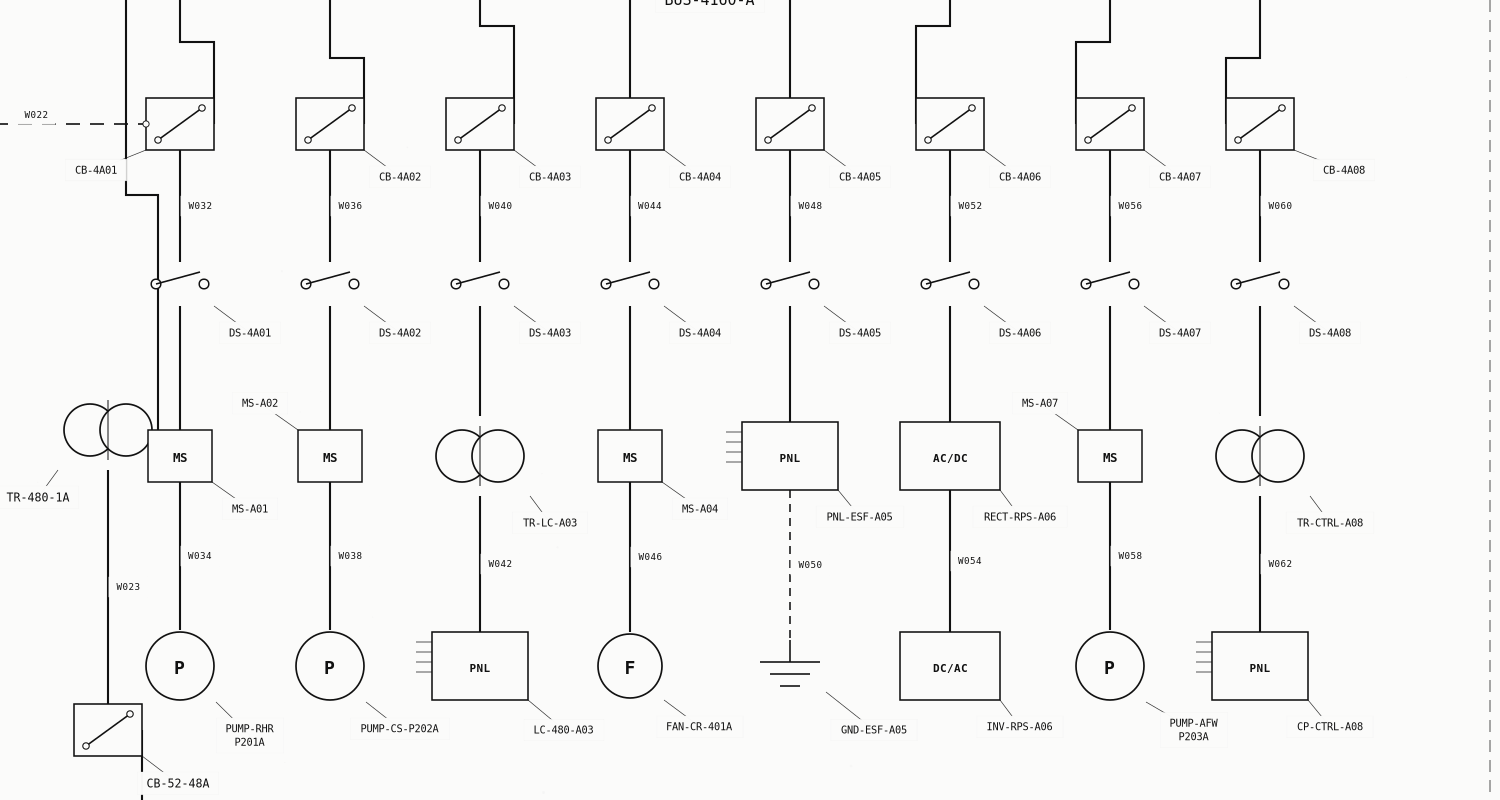 BUS-4160-A
W022
CB-4A01
CB-4A02
CB-4A03
CB-4A04
CB-4A05
CB-4A06
CB-4A07
CB-4A08
W032
W036
W040
W044
W048
W052
W056
W060
DS-4A01
DS-4A02
DS-4A03
DS-4A04
DS-4A05
DS-4A06
DS-4A07
DS-4A08
MS-A02
MS-A07
MS
MS
MS
PNL
AC/DC
MS
TR-480-1A
MS-A01
TR-LC-A03
MS-A04
PNL-ESF-A05
RECT-RPS-A06
TR-CTRL-A08
W034
W038
W042
W046
W050
W054
W058
W062
W023
P
P
PNL
F
DC/AC
P
PNL
PUMP-RHR
P201A
PUMP-CS-P202A
LC-480-A03
FAN-CR-401A
GND-ESF-A05
INV-RPS-A06
PUMP-AFW
P203A
CP-CTRL-A08
CB-52-48A